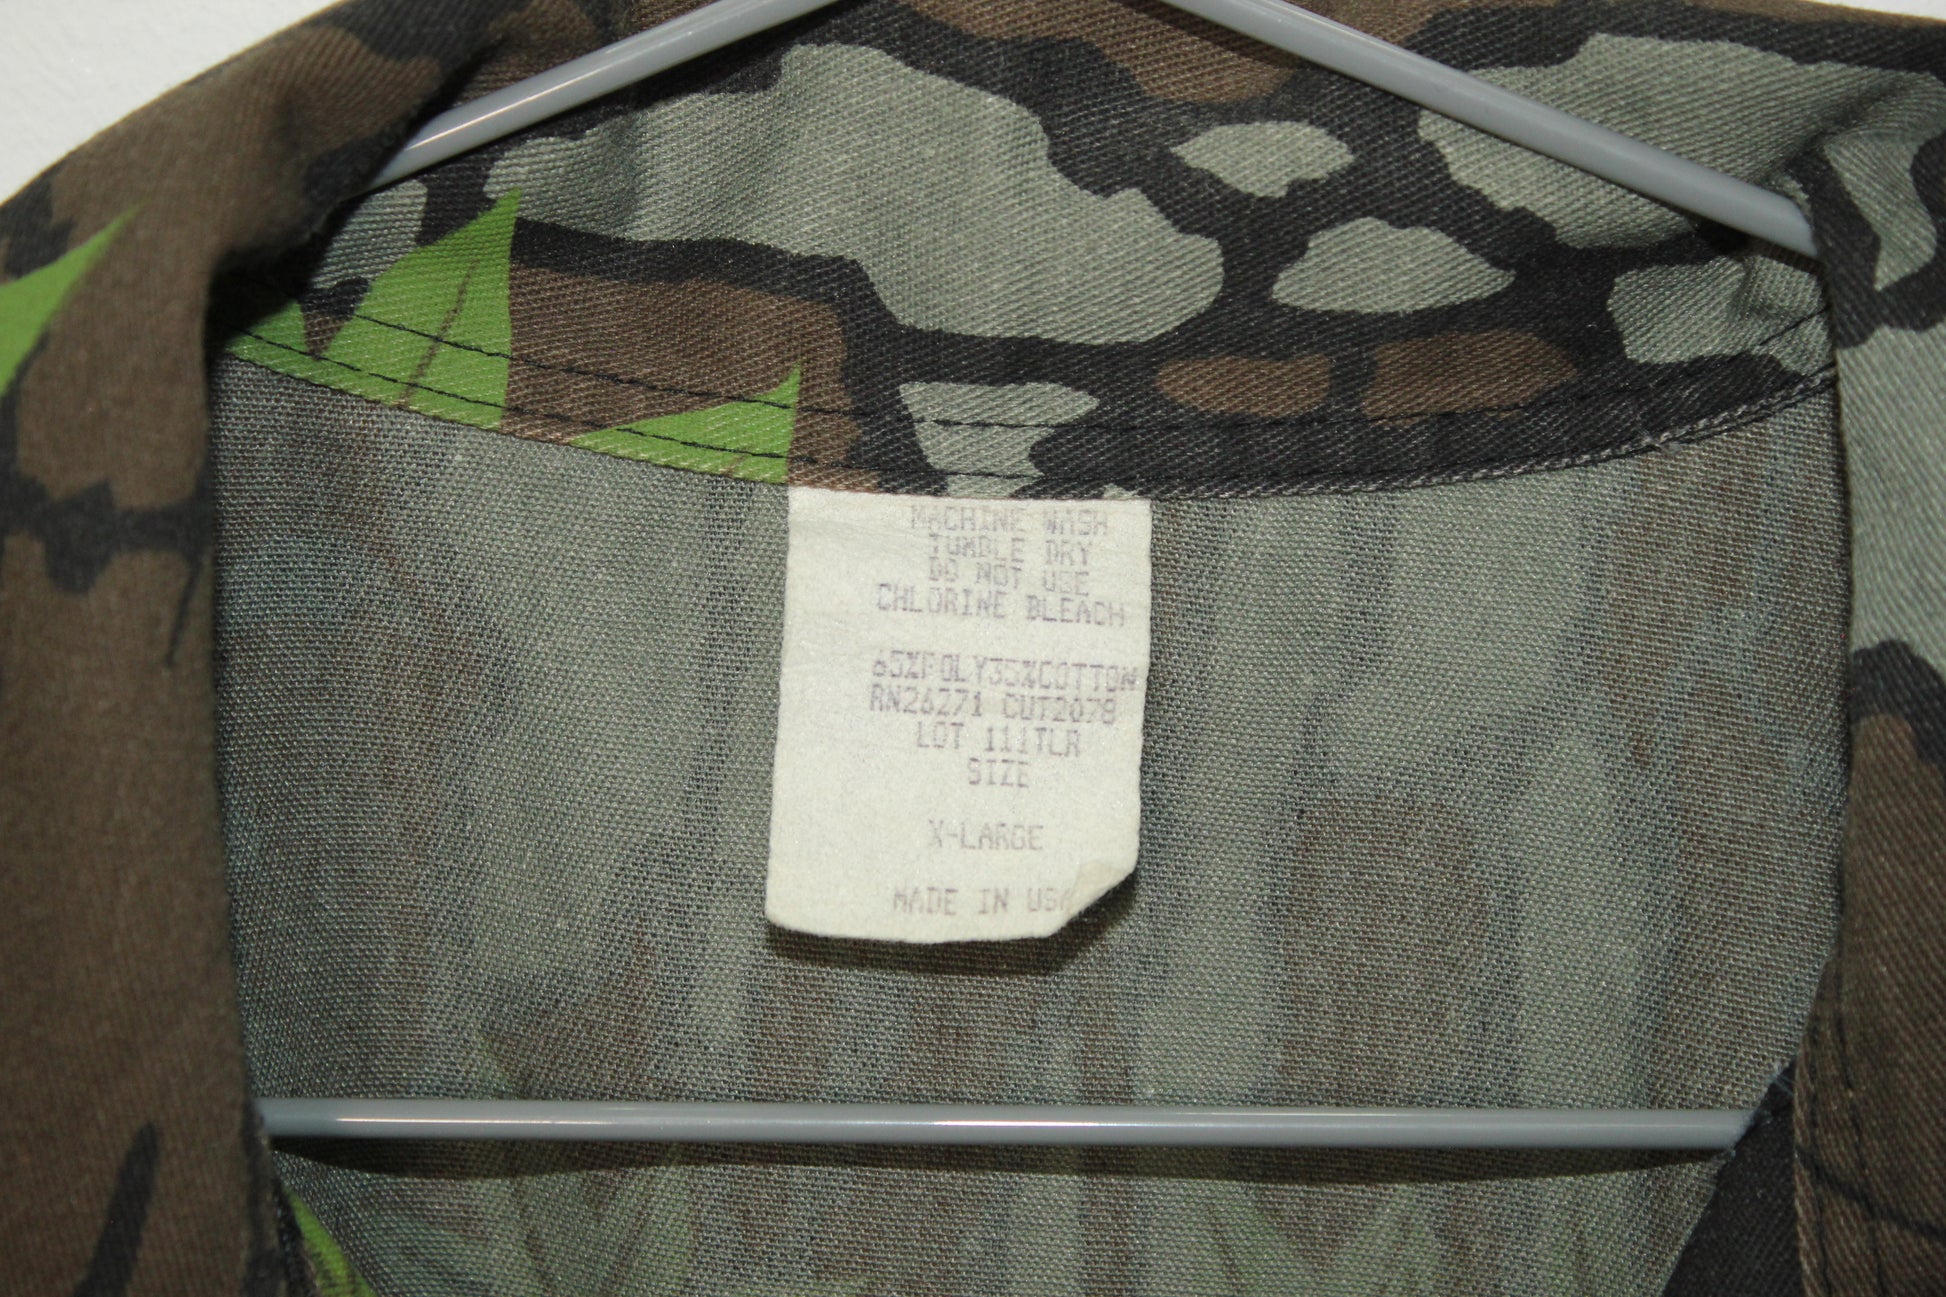 MACHINE WASH
TUMBLE DRY
DO NOT USE
CHLORINE BLEACH
65%POLY35%COTTON
RN26271 CUT2678
LOT 111TLR
SIZE
X-LARGE
MADE IN USA